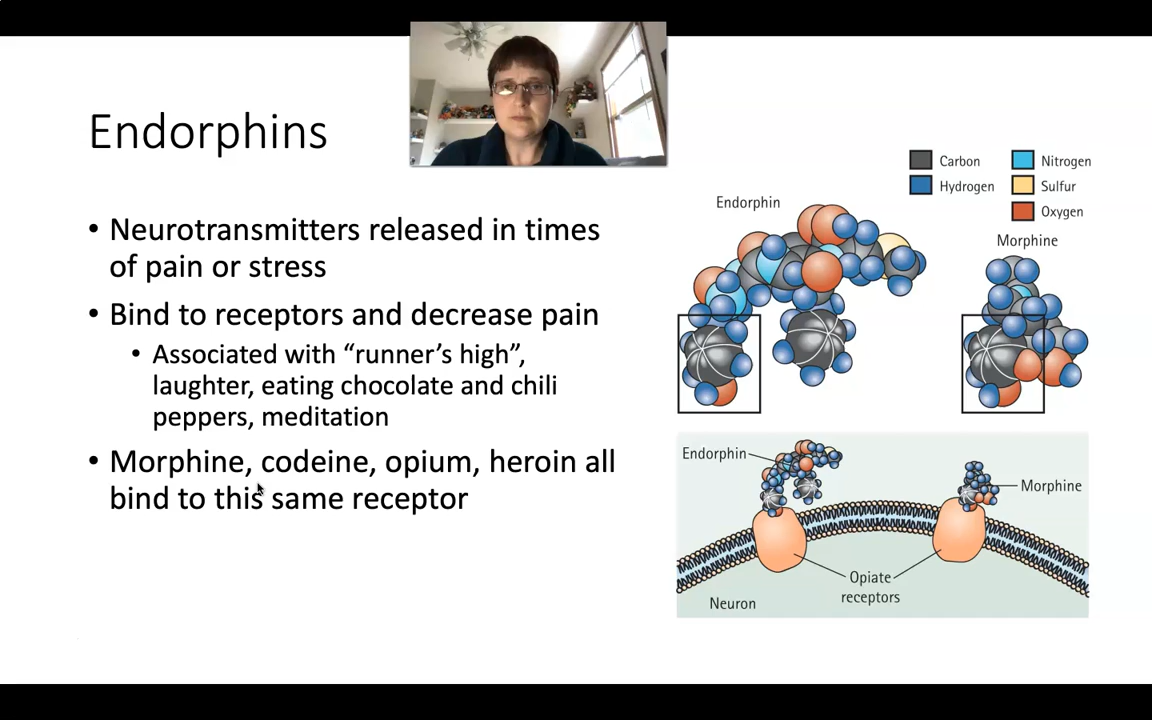 Endorphins
• Neurotransmitters released in times
of pain or stress
• Bind to receptors and decrease pain
• Associated with “runner’s high”,
laughter, eating chocolate and chili
peppers, meditation
• Morphine, codeine, opium, heroin all
bind to this same receptor
Carbon
Nitrogen
Hydrogen
Sulfur
Oxygen
Endorphin
Morphine
Endorphin
Morphine
Opiate
receptors
Neuron